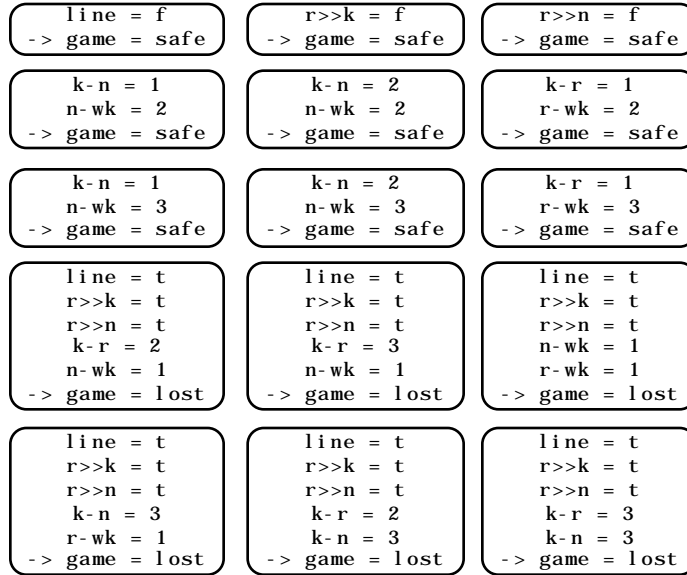 line = f
-> game = safe
r>>k = f
-> game = safe
r>>n = f
-> game = safe
k-n = 1
n-wk = 2
-> game = safe
k-n = 2
n-wk = 2
-> game = safe
k-r = 1
r-wk = 2
-> game = safe
k-n = 1
n-wk = 3
-> game = safe
k-n = 2
n-wk = 3
-> game = safe
k-r = 1
r-wk = 3
-> game = safe
line = t
r>>k = t
r>>n = t
k-r = 2
n-wk = 1
-> game = lost
line = t
r>>k = t
r>>n = t
k-r = 3
n-wk = 1
-> game = lost
line = t
r>>k = t
r>>n = t
n-wk = 1
r-wk = 1
-> game = lost
line = t
r>>k = t
r>>n = t
k-n = 3
r-wk = 1
-> game = lost
line = t
r>>k = t
r>>n = t
k-r = 2
k-n = 3
-> game = lost
line = t
r>>k = t
r>>n = t
k-r = 3
k-n = 3
-> game = lost